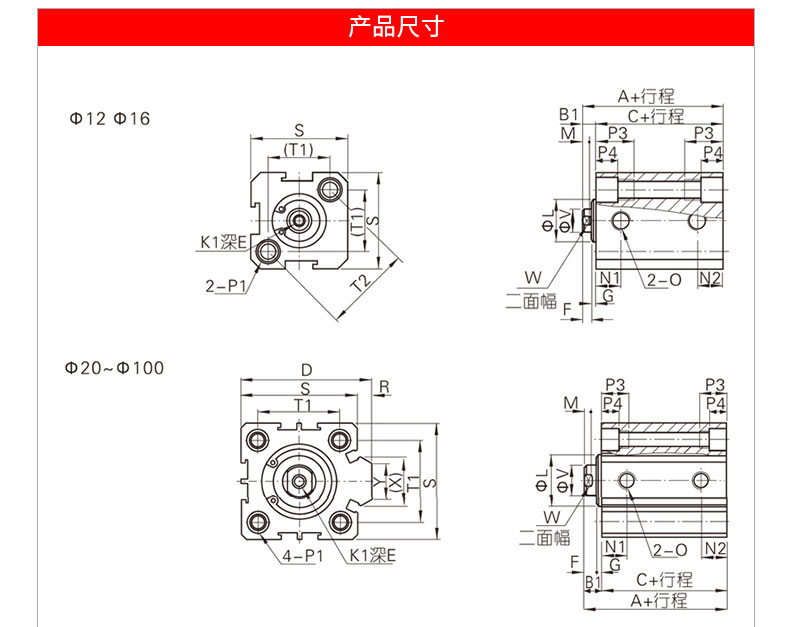 产品尺寸
Φ12 Φ16
S
(T1)
(T1)
S
K1深E
2-P1
T2
A+行程
B1
C+行程
M
P3
P3
P4
P4
ΦL
ΦV
W
二面幅
N1
2-O
N2
G
F
Φ20~Φ100
D
S
R
T1
Y
(X)
T1
S
4-P1
K1深E
P3
P3
M
P4
P4
ΦL
ΦV
W
二面幅
N1
2-O
N2
F
G
B1
C+行程
A+行程